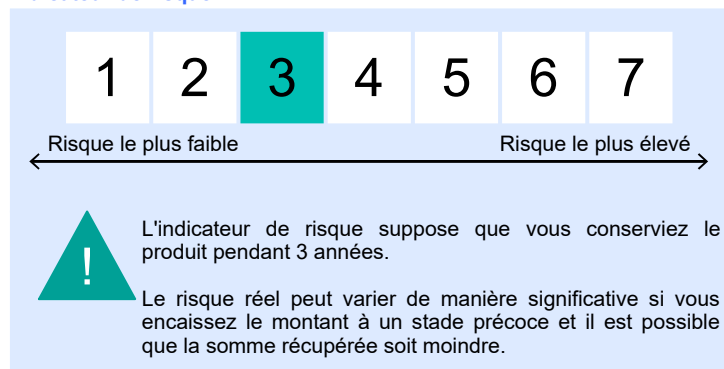 1 2 3 4 5 6 7
Risque le plus faible Risque le plus élevé
! L'indicateur de risque suppose que vous conserviez le
produit pendant 3 années.
Le risque réel peut varier de manière significative si vous
encaissez le montant à un stade précoce et il est possible
que la somme récupérée soit moindre.